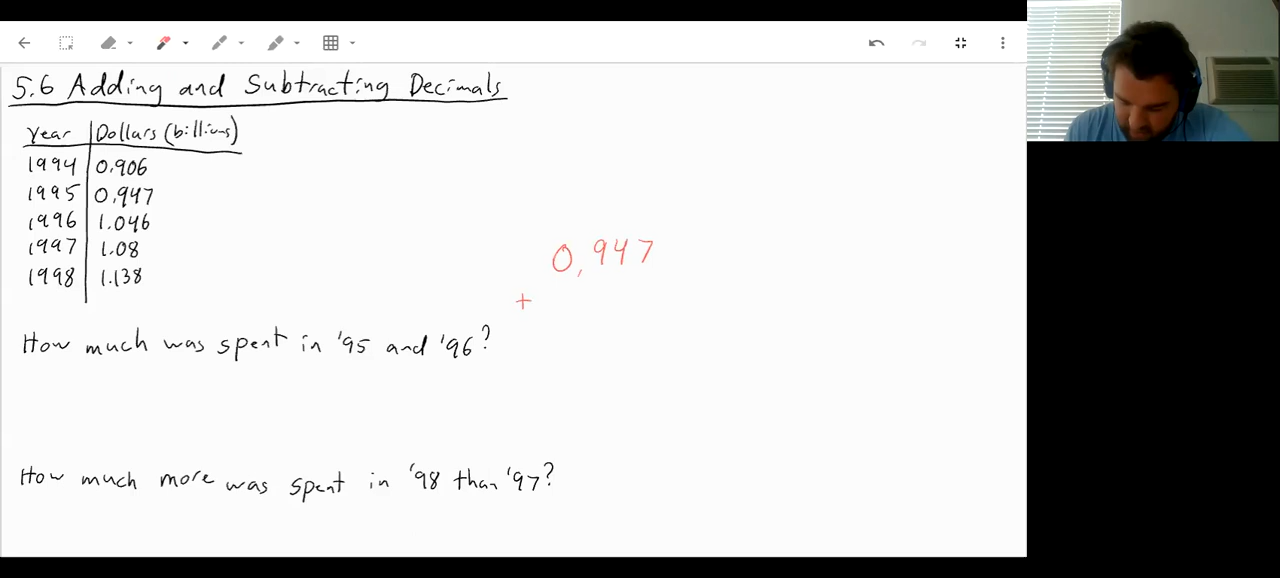 5.6 Adding and Subtracting Decimals
Year Dollars (billions)
1994 0.906
1995 0.947
1996 1.046
1997 1.08
1998 1.138
0.947
+
How much was spent in '95 and '96?
How much more was spent in '98 than '97?